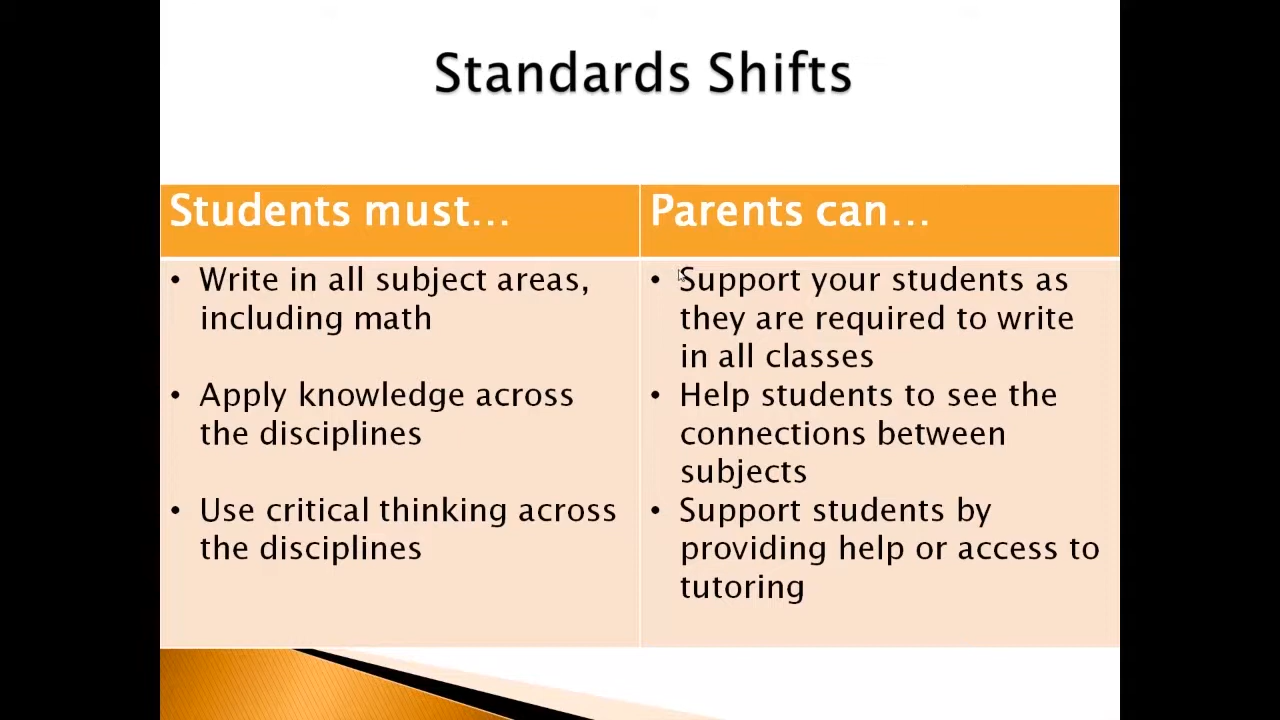 Standards Shifts
Students must...
Parents can...
• Write in all subject areas,
including math
• Apply knowledge across
the disciplines
• Use critical thinking across
the disciplines
• Support your students as
they are required to write
in all classes
• Help students to see the
connections between
subjects
• Support students by
providing help or access to
tutoring